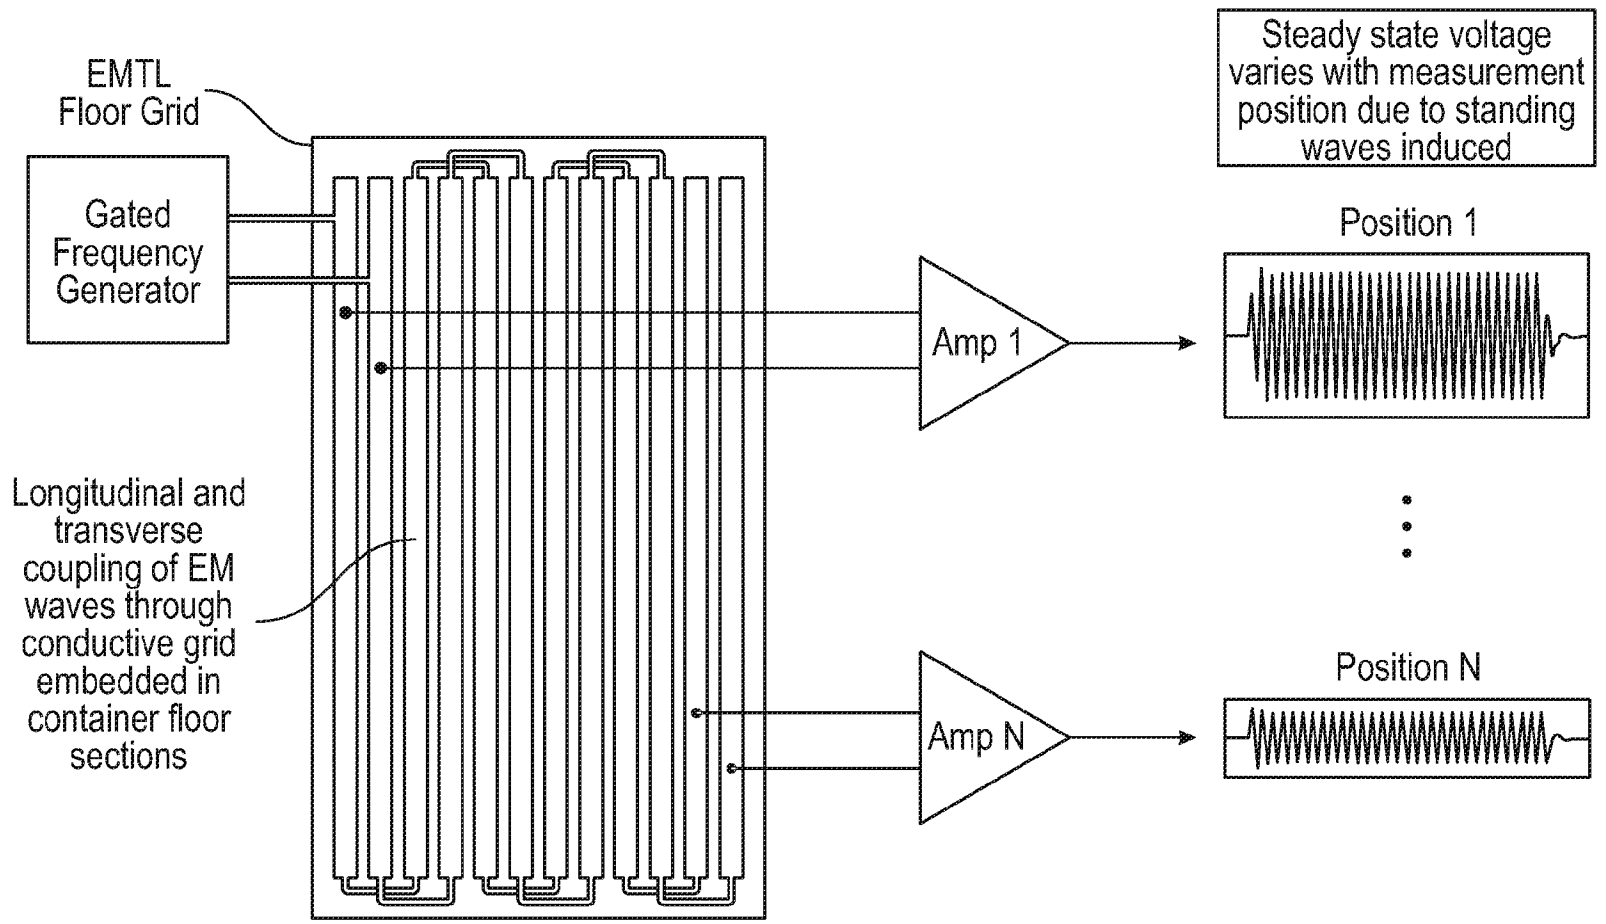 EMTL
Floor Grid
Gated
Frequency
Generator
Longitudinal and
transverse
coupling of EM
waves through
conductive grid
embedded in
container floor
sections
Amp 1
Amp N
Steady state voltage
varies with measurement
position due to standing
waves induced
Position 1
Position N